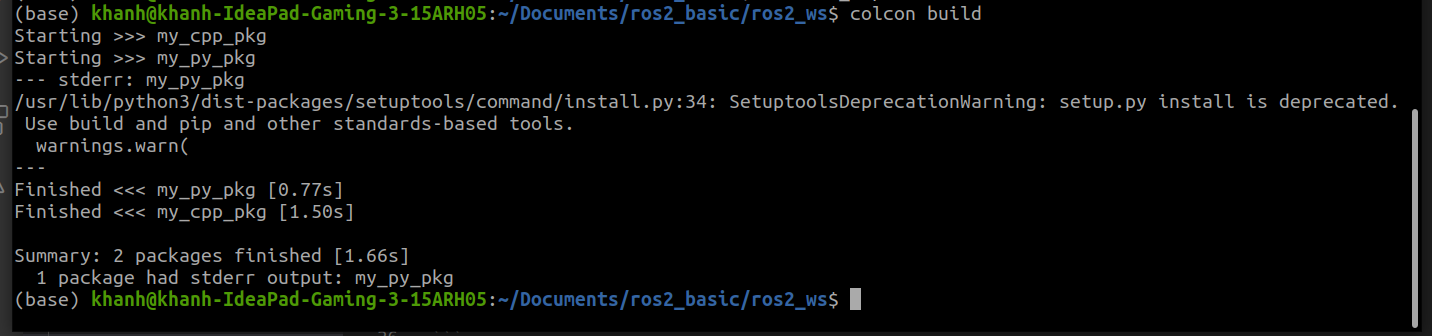 (base) khanh@khanh-IdeaPad-Gaming-3-15ARH05:~/Documents/ros2_basic/ros2_ws$ colcon build
Starting >>> my_cpp_pkg
Starting >>> my_py_pkg
--- stderr: my_py_pkg
/usr/lib/python3/dist-packages/setuptools/command/install.py:34: SetuptoolsDeprecationWarning: setup.py install is deprecated.
 Use build and pip and other standards-based tools.
  warnings.warn(
---
Finished <<< my_py_pkg [0.77s]
Finished <<< my_cpp_pkg [1.50s]

Summary: 2 packages finished [1.66s]
  1 package had stderr output: my_py_pkg
(base) khanh@khanh-IdeaPad-Gaming-3-15ARH05:~/Documents/ros2_basic/ros2_ws$